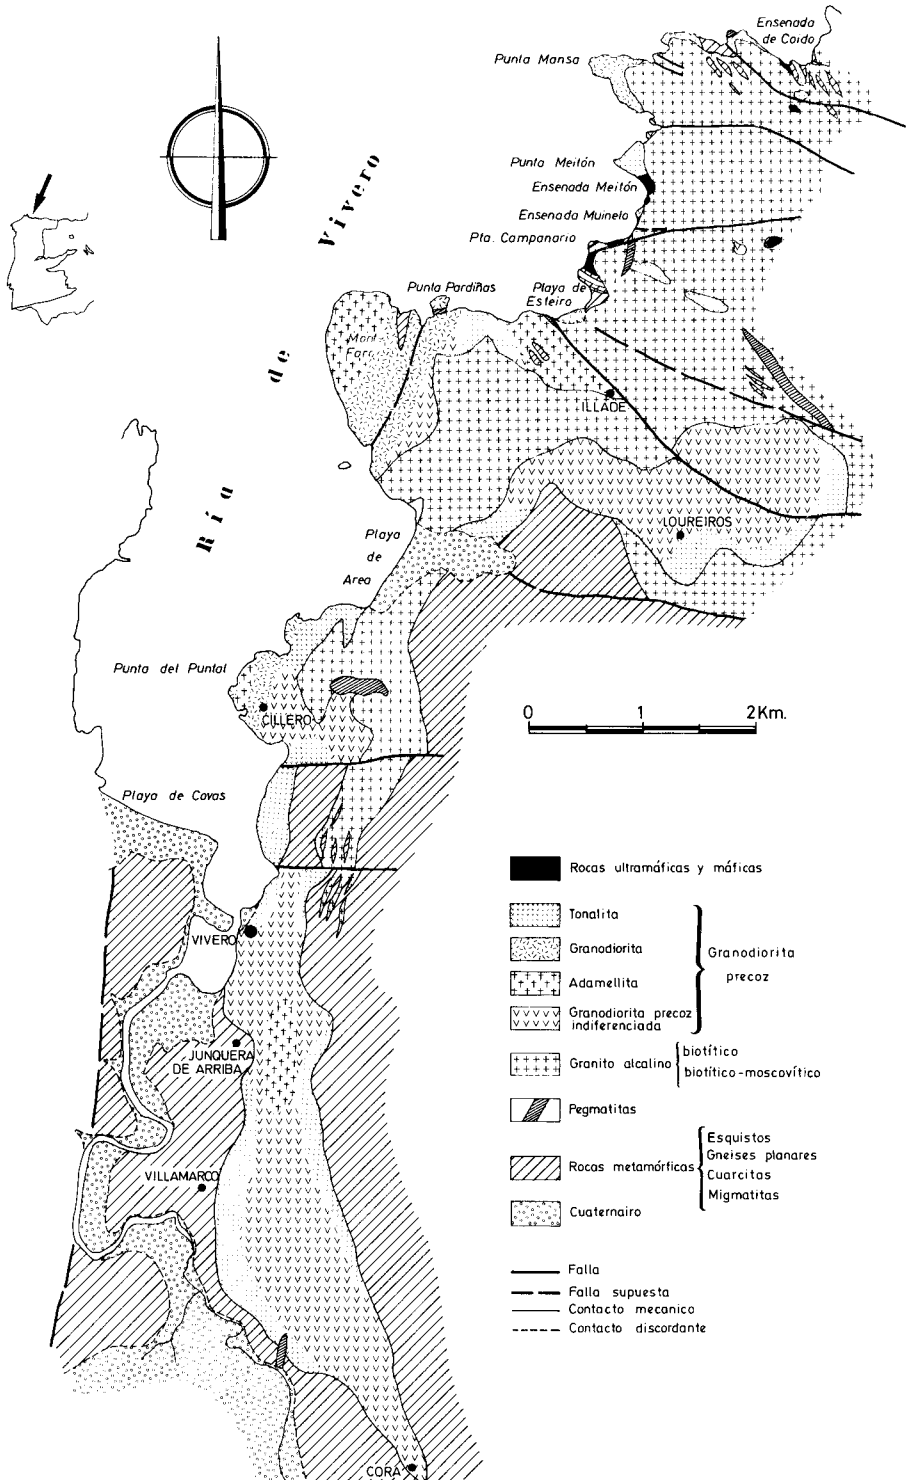 Ensenada
de Coido
Punta Mansa
Punta Meitón
Ensenada Meitón
Ensenada Muinelo
Pta. Campanario
Playa de
Esteiro
Punta Pardiñas
Ría de Vivero
ILLADE
LOUREIROS
Playa
de
Area
Punta del Puntal
CILLERO
0 1 2Km.
Playa de Covas
VIVERO
JUNQUERA
DE ARRIBA
VILLAMARCO
CORA
Rocas ultramáficas y máficas
Tonalita
Granodiorita
Adamellita
Granodiorita precoz
indiferenciada
Granodiorita
precoz
Granito alcalino
biotítico
biotítico-moscovítico
Pegmatitas
Rocas metamórficas
Esquistos
Gneises planares
Cuarcitas
Migmatitas
Cuaternairo
Falla
Falla supuesta
Contacto mecanico
Contacto discordante